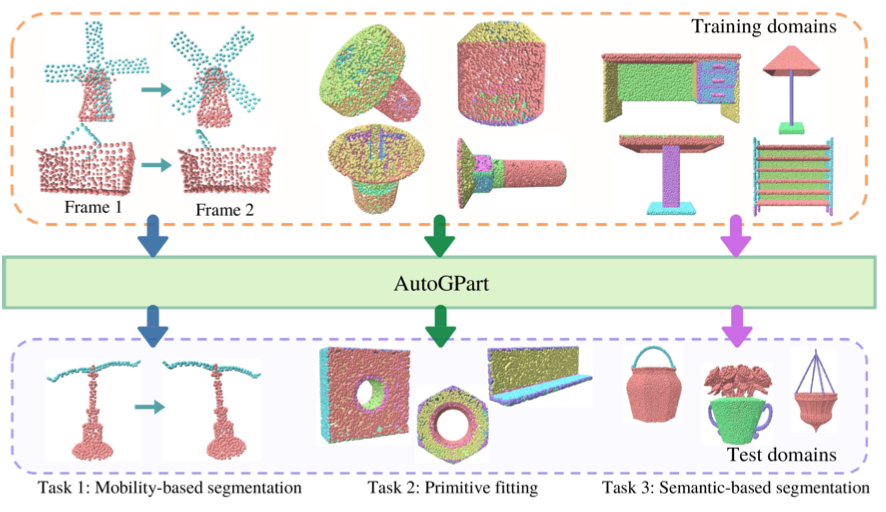 Training domains
Frame 1
Frame 2
AutoGPart
Test domains
Task 1: Mobility-based segmentation
Task 2: Primitive fitting
Task 3: Semantic-based segmentation